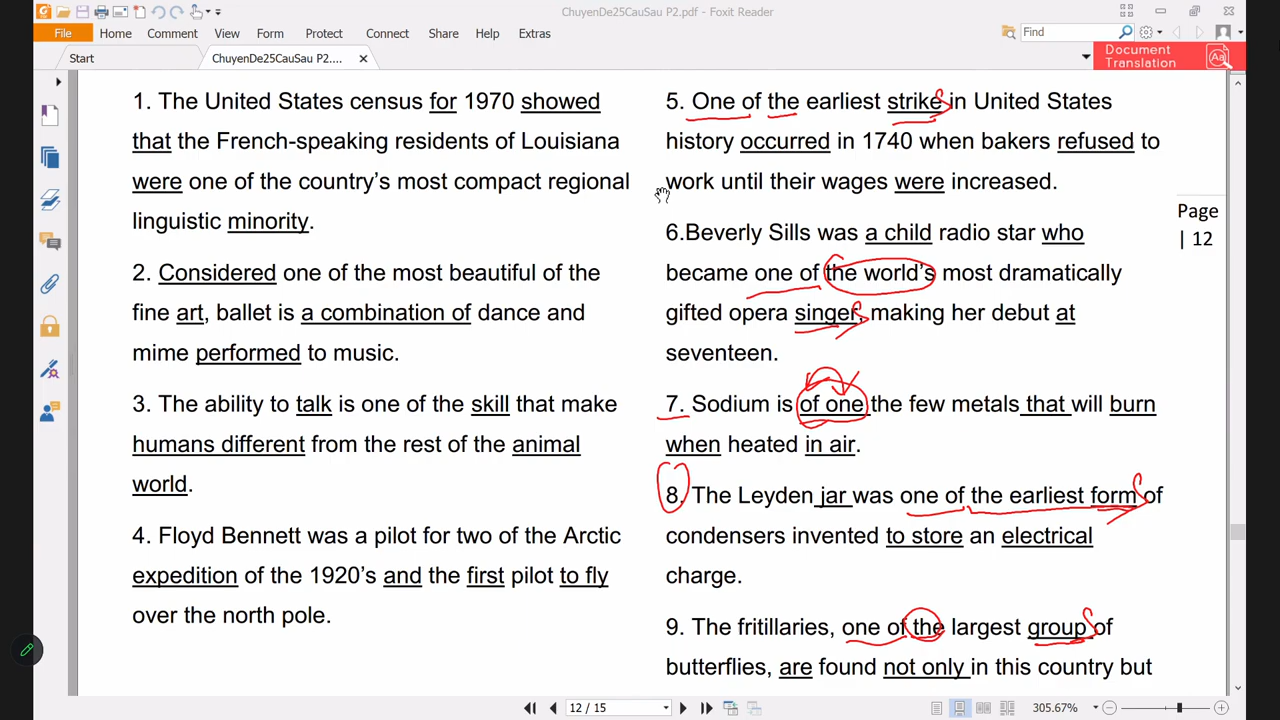 ChuyenDe25CauSau P2.pdf - Foxit Reader
File Home Comment View Form Protect Connect Share Help Extras
Find
Start
ChuyenDe25CauSau P2....
Document
Translation
1. The United States census for 1970 showed
that the French-speaking residents of Louisiana
were one of the country's most compact regional
linguistic minority.
2. Considered one of the most beautiful of the
fine art, ballet is a combination of dance and
mime performed to music.
3. The ability to talk is one of the skill that make
humans different from the rest of the animal
world.
4. Floyd Bennett was a pilot for two of the Arctic
expedition of the 1920's and the first pilot to fly
over the north pole.
5. One of the earliest strikes in United States
history occurred in 1740 when bakers refused to
work until their wages were increased.
6.Beverly Sills was a child radio star who
became one of the world's most dramatically
gifted opera singers, making her debut at
seventeen.
7. Sodium is of one the few metals that will burn
when heated in air.
8. The Leyden jar was one of the earliest forms of
condensers invented to store an electrical
charge.
9. The fritillaries, one of the largest groups of
butterflies, are found not only in this country but
Page
| 12
12 / 15
305.67%